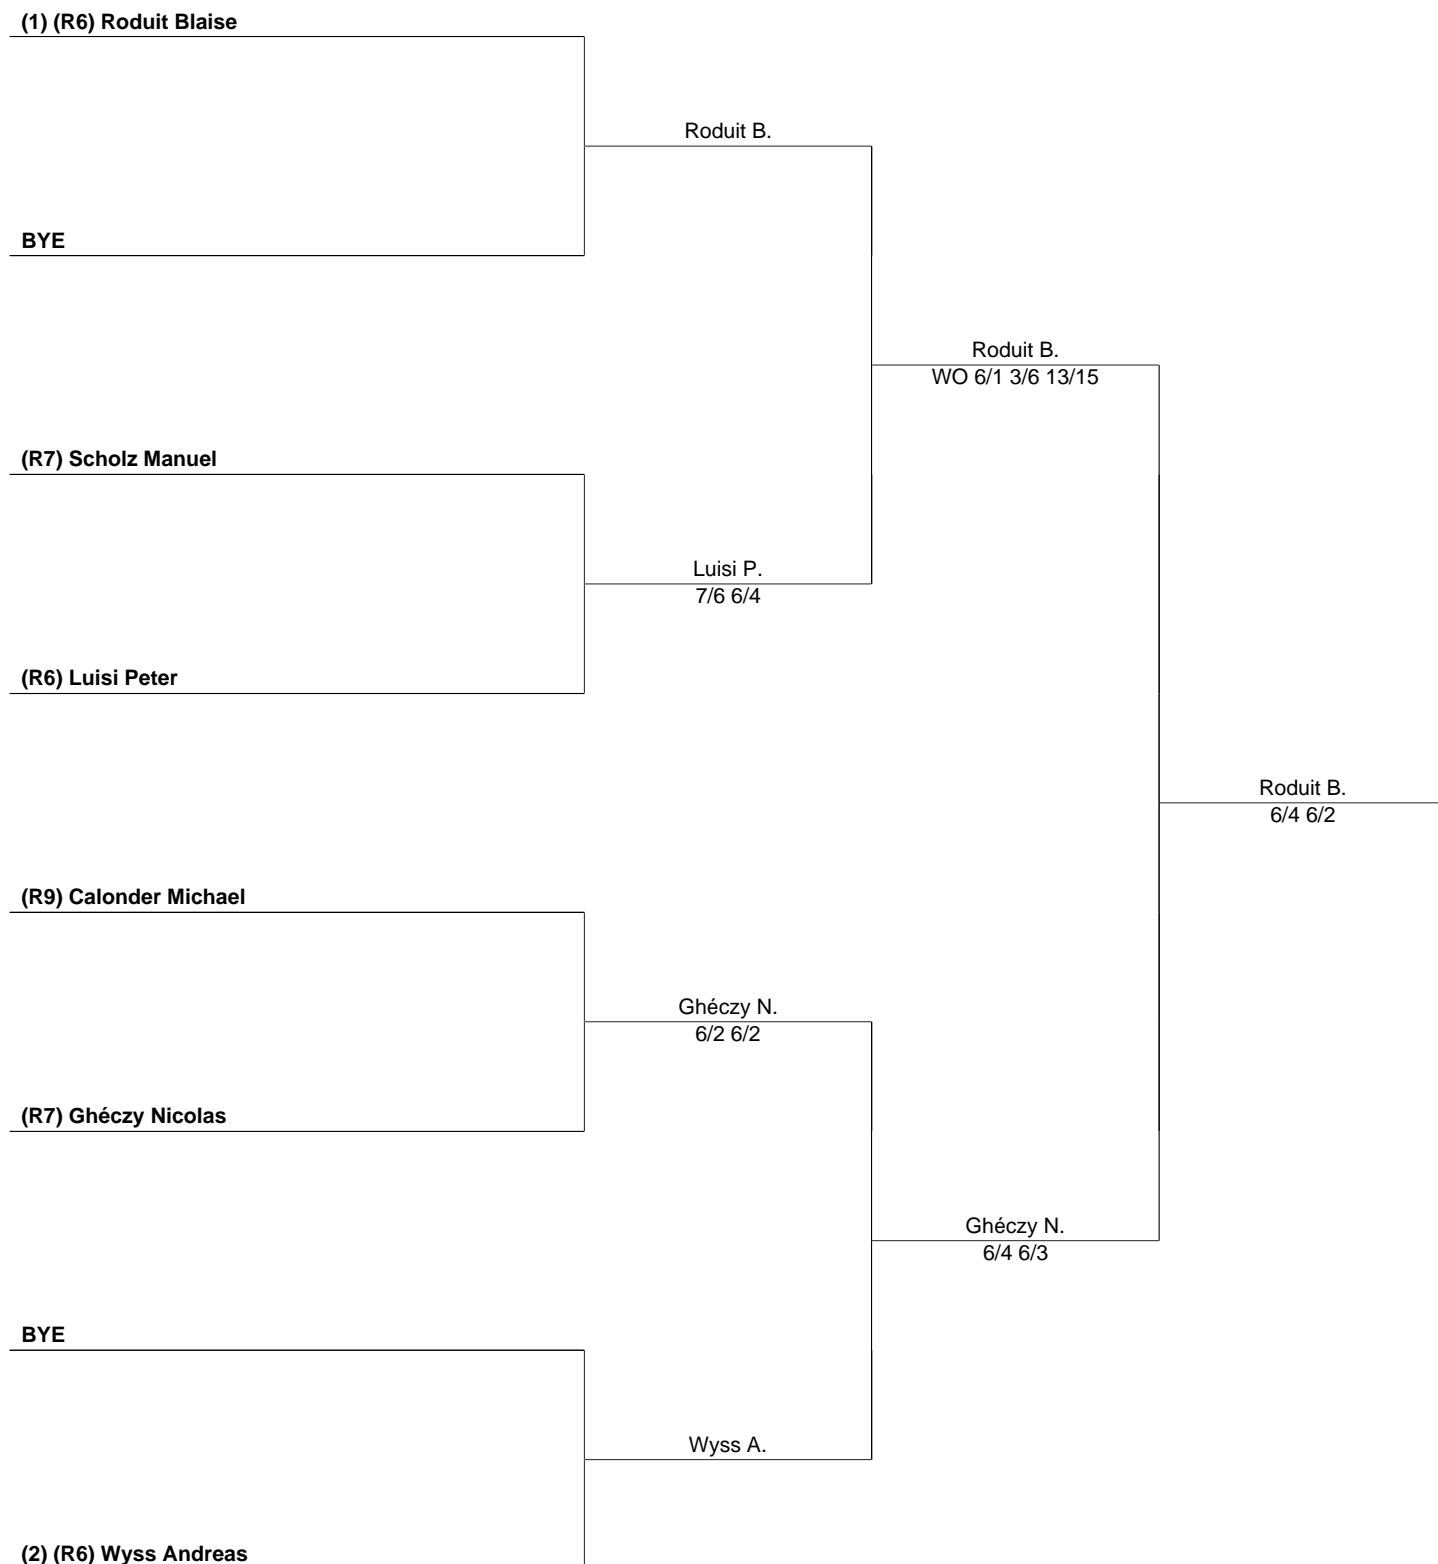 (1) (R6) Roduit Blaise
Roduit B.
BYE
Roduit B.
WO 6/1 3/6 13/15
(R7) Scholz Manuel
Luisi P.
7/6 6/4
(R6) Luisi Peter
Roduit B.
6/4 6/2
(R9) Calonder Michael
Ghéczy N.
6/2 6/2
(R7) Ghéczy Nicolas
Ghéczy N.
6/4 6/3
BYE
Wyss A.
(2) (R6) Wyss Andreas